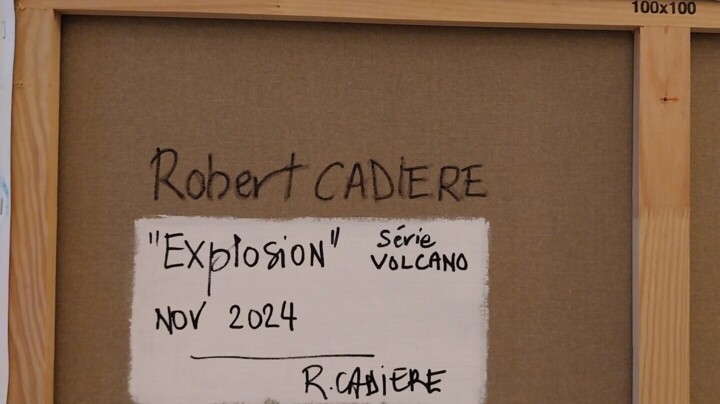 100x100
Robert CADIERE
"Explosion" Série
VOLCANO
NOV 2024
R. CADIERE